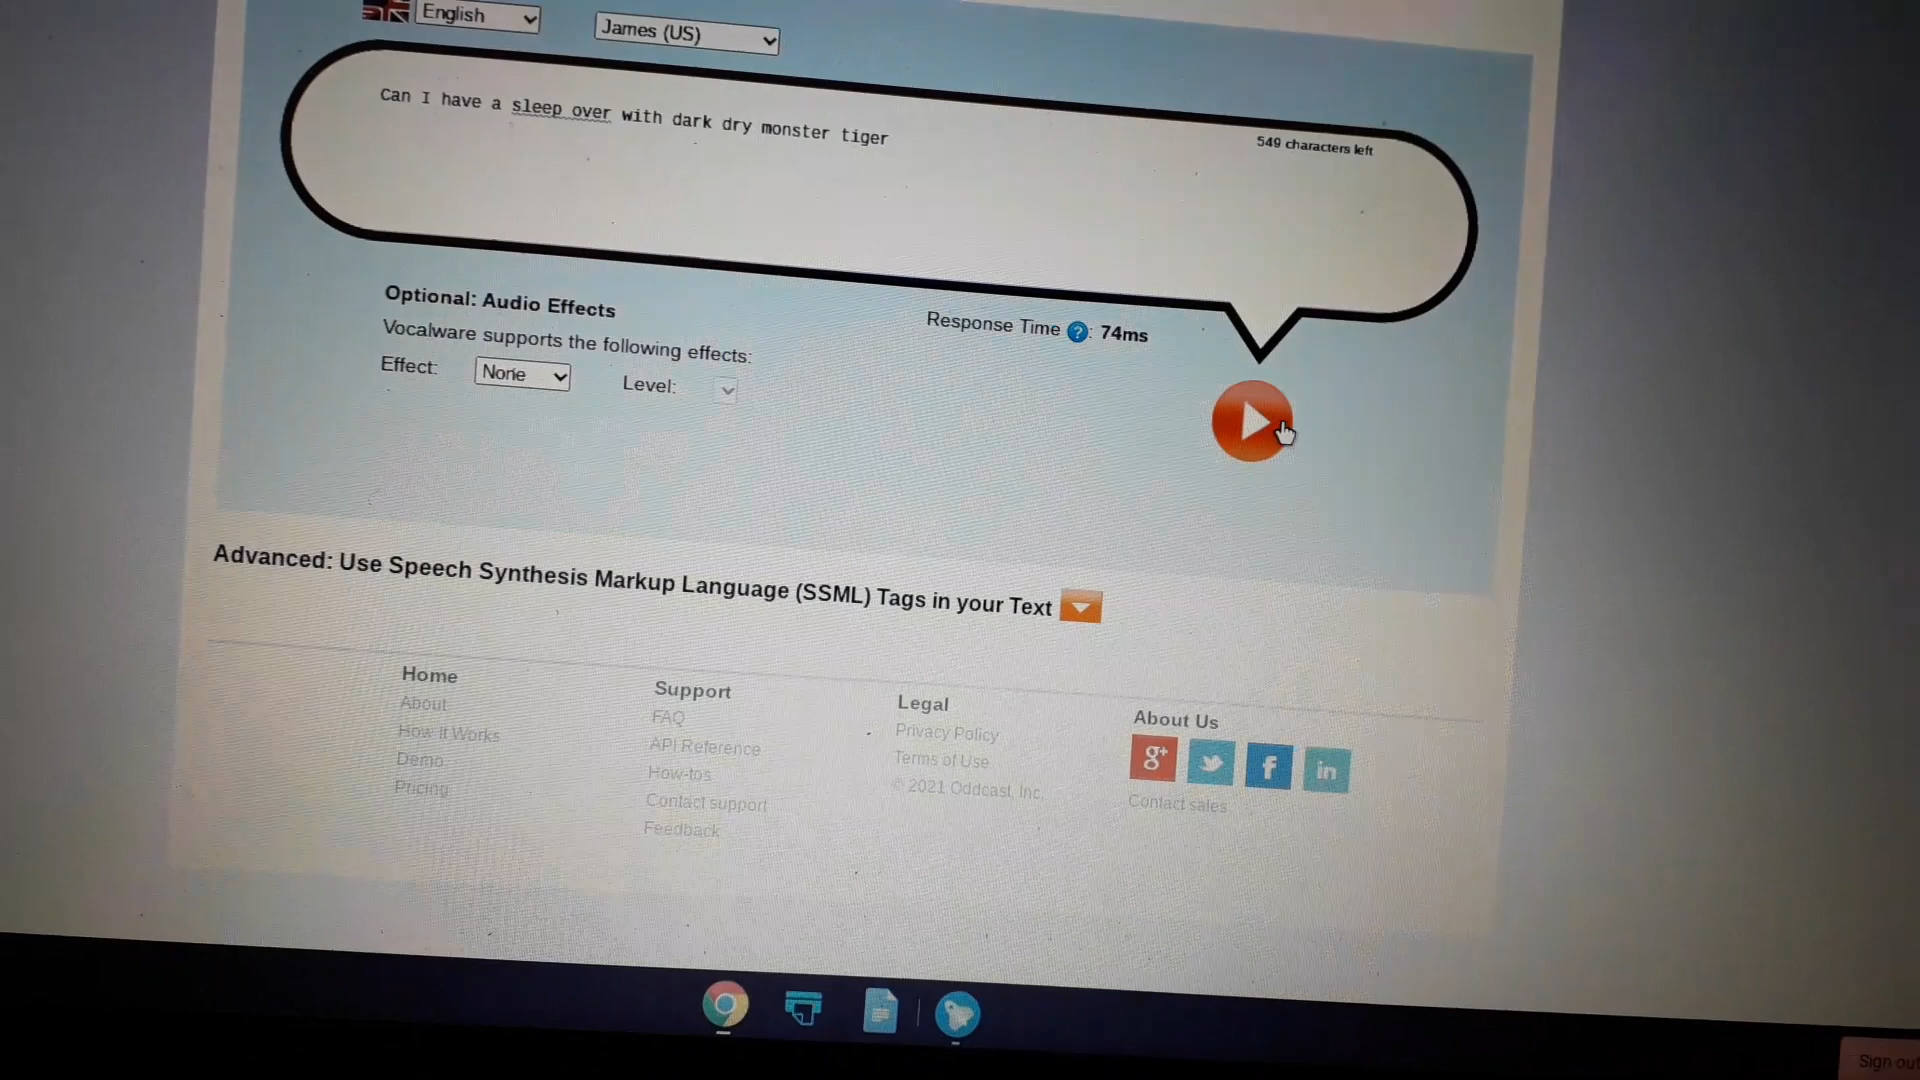 English
James (US)
Can I have a sleep over with dark dry monster tiger
549 characters left
Optional: Audio Effects
Vocalware supports the following effects:
Effect: None Level:
Response Time ?: 74ms
Advanced: Use Speech Synthesis Markup Language (SSML) Tags in your Text
Home
About
How It Works
Demo
Pricing
Support
FAQ
API Reference
How-tos
Contact support
Feedback
Legal
Privacy Policy
Terms of Use
© 2021 Oddcast, Inc.
About Us
g+ f in
Contact sales
Sign out